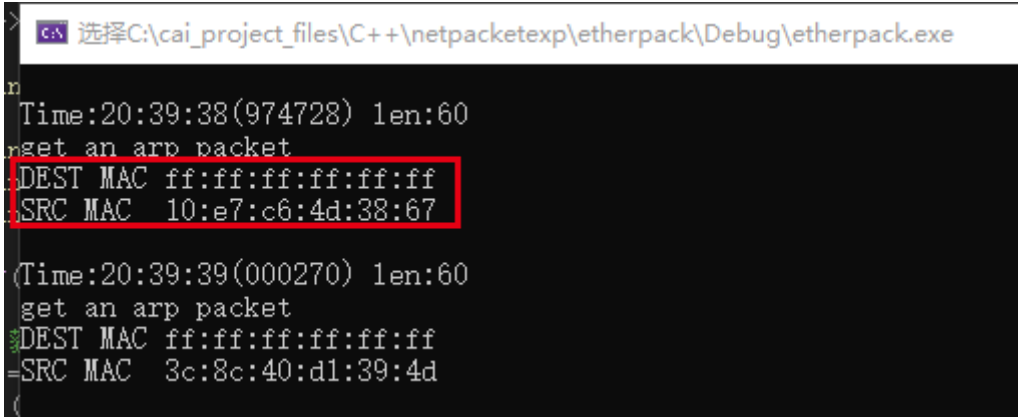 选择C:\cai_project_files\C++\netpacketexp\etherpack\Debug\etherpack.exe
Time:20:39:38(974728) len:60
get an arp packet
DEST MAC ff:ff:ff:ff:ff:ff
SRC MAC  10:e7:c6:4d:38:67
Time:20:39:39(000270) len:60
get an arp packet
DEST MAC ff:ff:ff:ff:ff:ff
SRC MAC  3c:8c:40:d1:39:4d